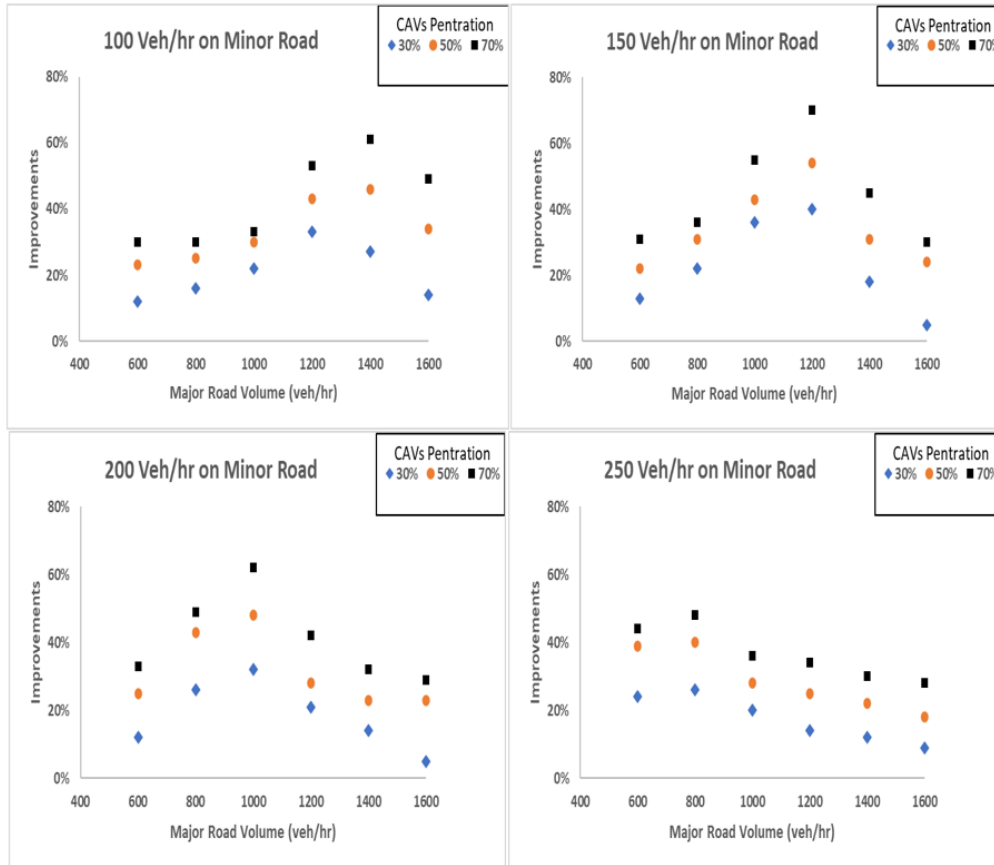 100 Veh/hr on Minor Road
CAVs Pentration
30% 50% 70%
80%
60%
40%
20%
0%
Improvements
400 600 800 1000 1200 1400 1600
Major Road Volume (veh/hr)
150 Veh/hr on Minor Road
CAVs Pentration
30% 50% 70%
80%
60%
40%
20%
0%
Improvements
400 600 800 1000 1200 1400 1600
Major Road Volume (veh/hr)
200 Veh/hr on Minor Road
CAVs Pentration
30% 50% 70%
80%
60%
40%
20%
0%
Improvements
400 600 800 1000 1200 1400 1600
Major Road Volume (veh/hr)
250 Veh/hr on Minor Road
CAVs Pentration
30% 50% 70%
80%
60%
40%
20%
0%
Improvements
400 600 800 1000 1200 1400 1600
Major Road Volume (veh/hr)